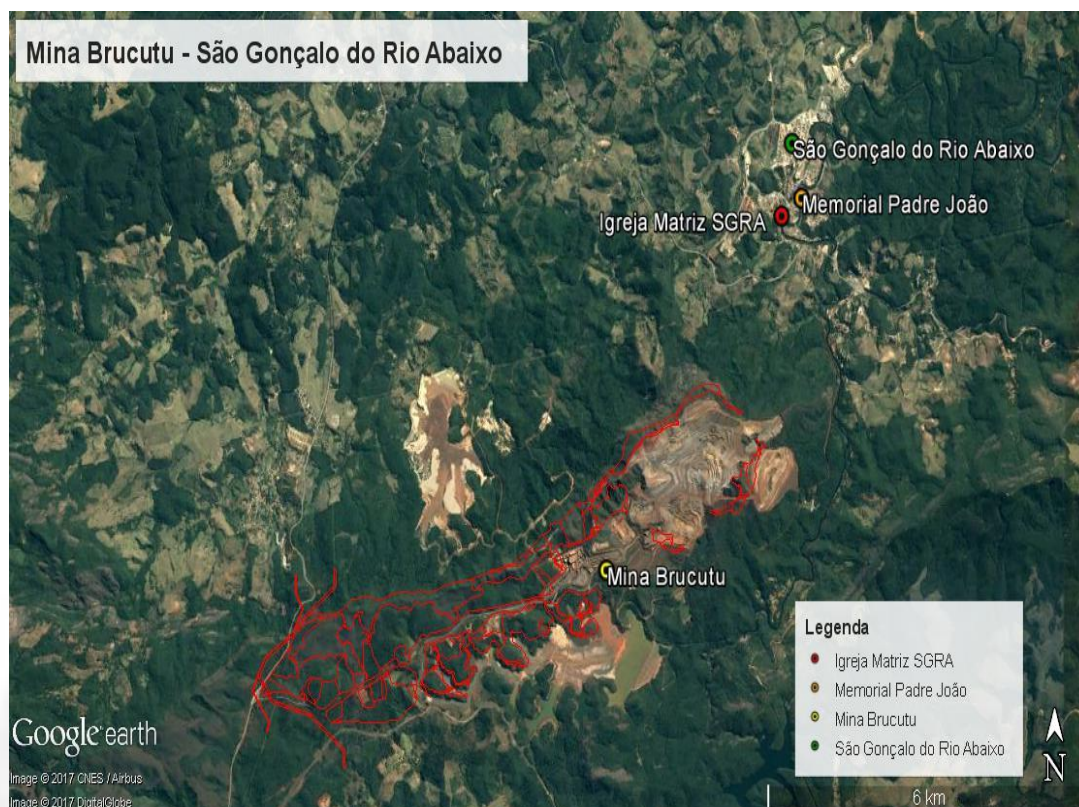 Mina Brucutu - São Gonçalo do Rio Abaixo
São Gonçalo do Rio Abaixo
Memorial Padre João
Igreja Matriz SGRA
Mina Brucutu
Legenda
Igreja Matriz SGRA
Memorial Padre João
Mina Brucutu
São Gonçalo do Rio Abaixo
Google earth
Image © 2017 CNES / Airbus
Image © 2017 DigitalGlobe
N
6 km